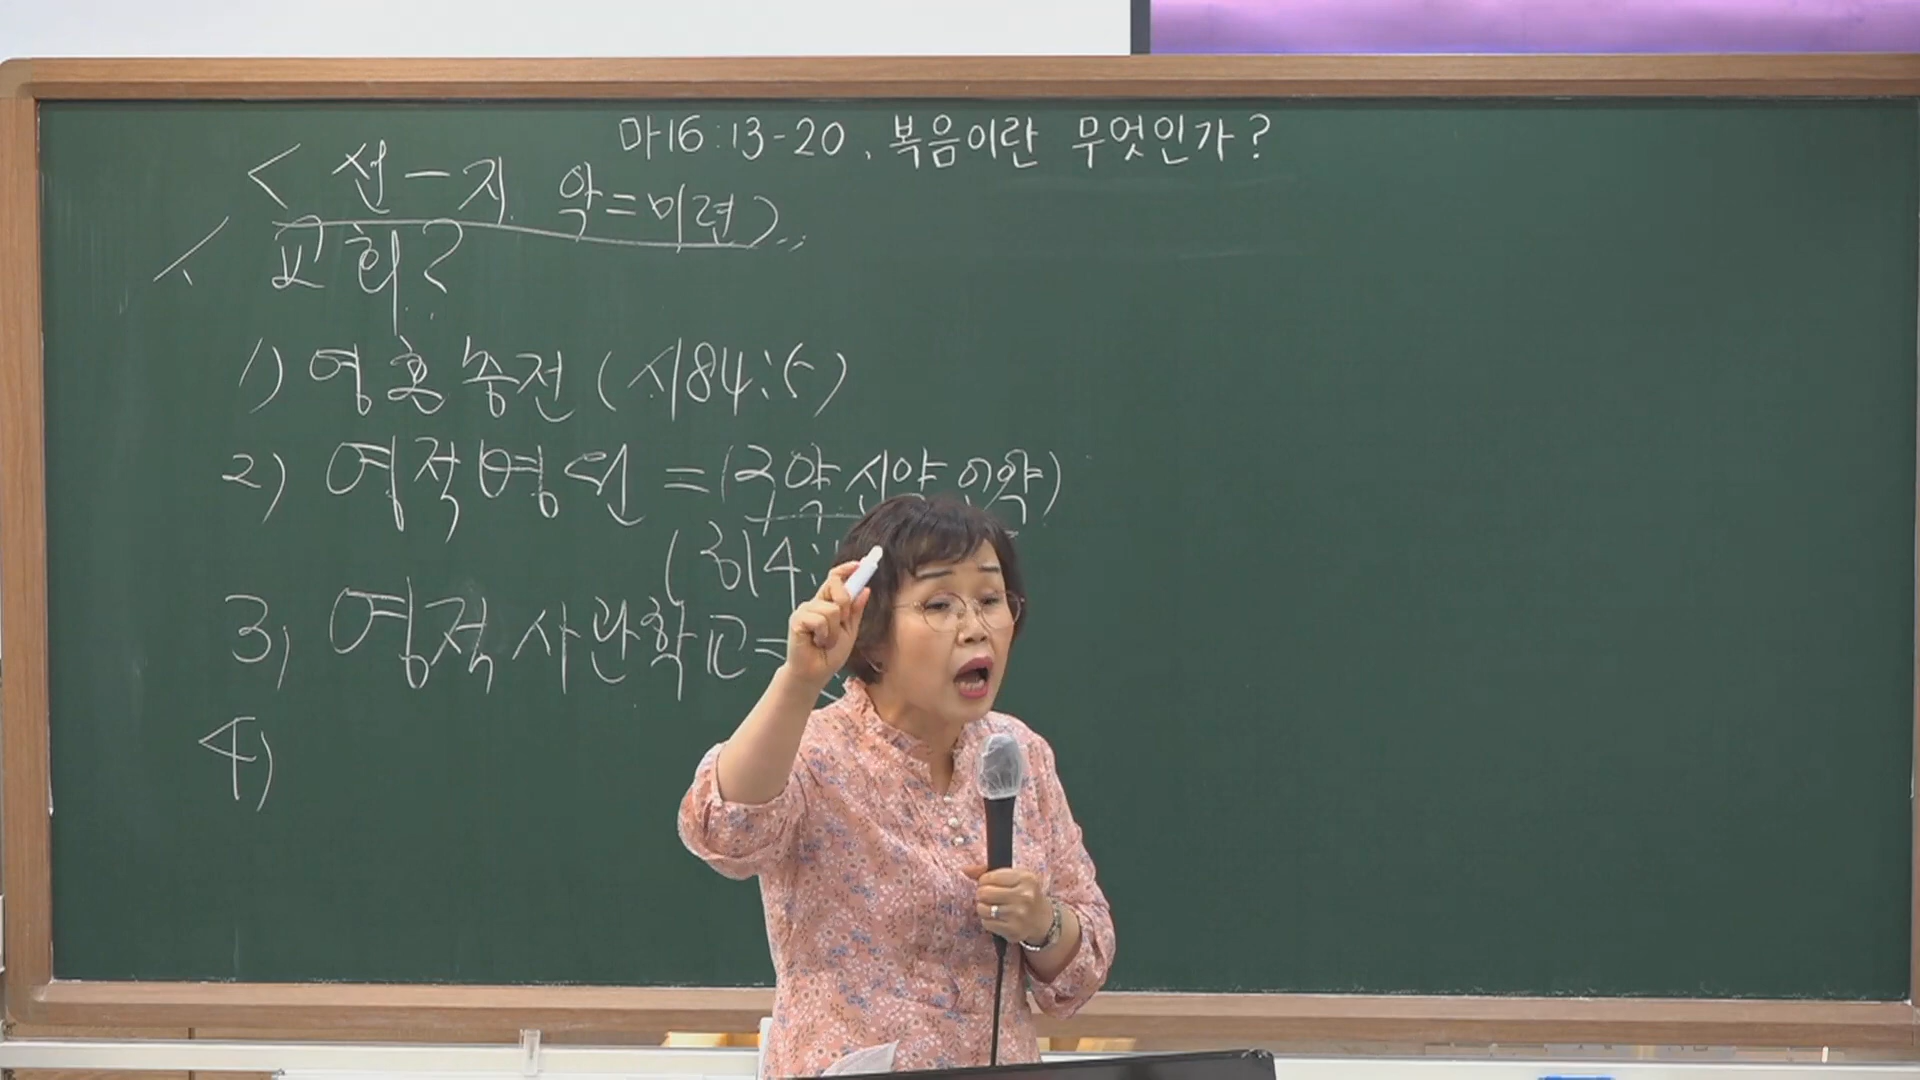 마16:13-20, 복음이란 무엇인가?
< 선-지 악=미련>..
교회?
1) 영혼충전 (시84:5)
2) 영적병원 = (구약 신약 언약)
(히4:
3) 영적사관학교=
4)